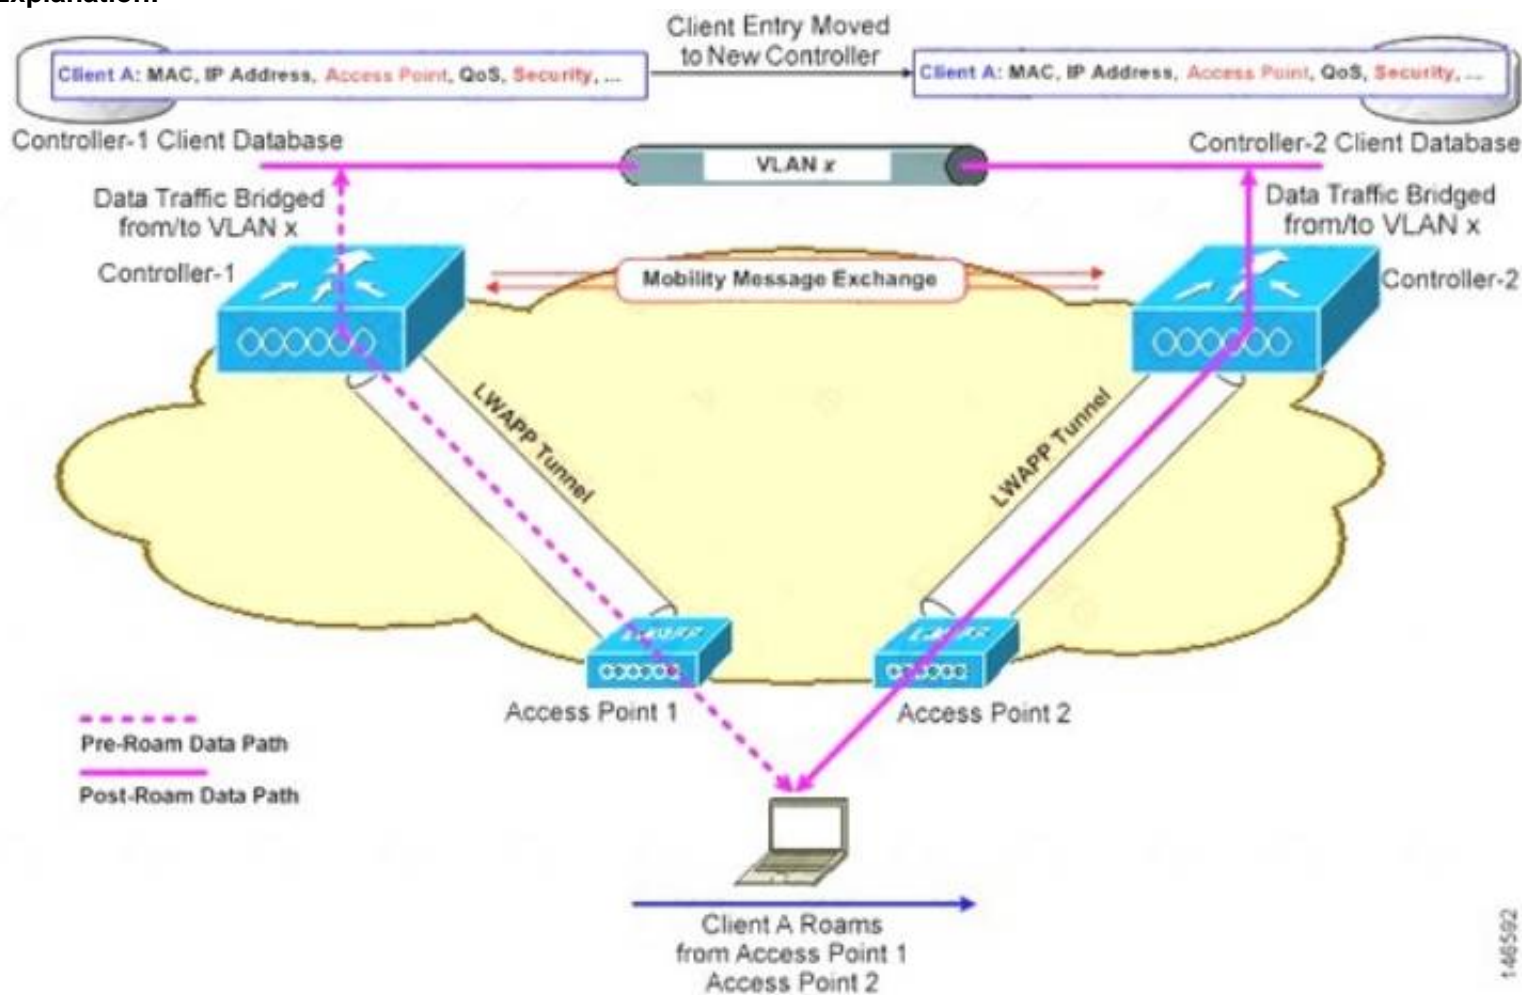 Explanation:
Client Entry Moved
to New Controller
Client A: MAC, IP Address, Access Point, QoS, Security, ...
Client A: MAC, IP Address, Access Point, QoS, Security, ...
Controller-1 Client Database
Controller-2 Client Database
VLAN x
Data Traffic Bridged
from/to VLAN x
Data Traffic Bridged
from/to VLAN x
Controller-1
Mobility Message Exchange
Controller-2
LWAPP Tunnel
LWAPP Tunnel
LWAPP
LWAPP
Access Point 1
Access Point 2
Pre-Roam Data Path
Post-Roam Data Path
Client A Roams
from Access Point 1
Access Point 2
146592